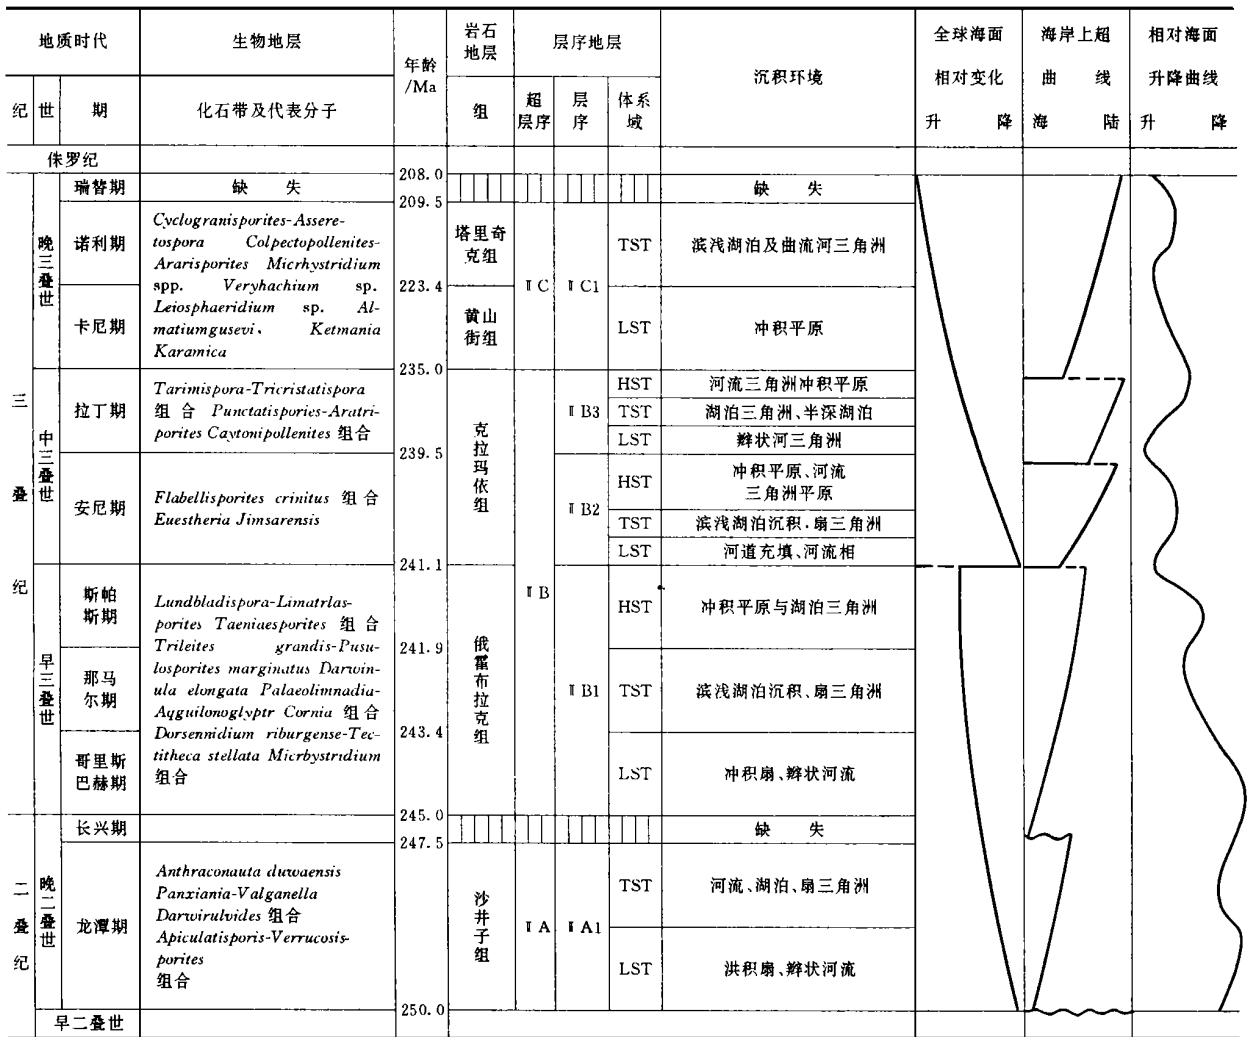 地质时代 生物地层 年龄/Ma 岩石地层 层序地层 沉积环境 全球海面相对变化 海岸上超曲线 相对海面升降曲线
纪 世 期 化石带及代表分子 组 超层序 层序 体系域 升 降 海 陆 升 降
侏罗纪
208.0
瑞替期 缺 失 缺 失
209.5
三叠纪
晚三叠世
诺利期
卡尼期
Cyclogranisporites-Assere-
tospora Colpectopollenites-
Ararisporites Micrhystridium
spp. Veryhachium sp.
Leiosphaeridium sp. Al-
matiumgusevi、 Ketmania
Karamica
塔里奇克组
TST 滨浅湖泊及曲流河三角洲
223.4
ⅡC ⅡC1
黄山街组
LST 冲积平原
235.0
中三叠世
拉丁期
Tarimispora-Tricristatispora
组合 Punctatispories-Aratri-
porites Caytonipollenites 组合
克拉玛依组
ⅡB3
HST 河流三角洲冲积平原
TST 湖泊三角洲、半深湖泊
LST 辫状河三角洲
239.5
安尼期
Flabellisporites crinitus 组合
Euestheria Jimsarensis
ⅡB2
HST 冲积平原、河流
三角洲平原
TST 滨浅湖泊沉积.扇三角洲
LST 河道充填、河流相
241.1
ⅡB
早三叠世
斯帕斯期
那马尔期
哥里斯巴赫期
Lundbladispora-Limatrlas-
porites Taeniaesporites 组合
Trileites grandis-Pusu-
losporites marginatus Darwin-
ula elongata Palaeolimnadia-
Aqguilonoglyptr Cornia 组合
Dorsennidium riburgense-Tec-
titheca stellata Micrbystridium
组合
俄霍布拉克组
ⅡB1
HST 冲积平原与湖泊三角洲
241.9
TST 滨浅湖泊沉积、扇三角洲
243.4
LST 冲积扇、辫状河流
245.0
二叠纪
晚二叠世
长兴期 缺 失
247.5
龙潭期
Anthraconauta duwaensis
Panxiania-Valganella
Darwirulvides 组合
Apiculatisporis-Verrucosis-
porites
组合
沙井子组
ⅡA ⅡA1
TST 河流、湖泊、扇三角洲
LST 洪积扇、辫状河流
250.0
早二叠世